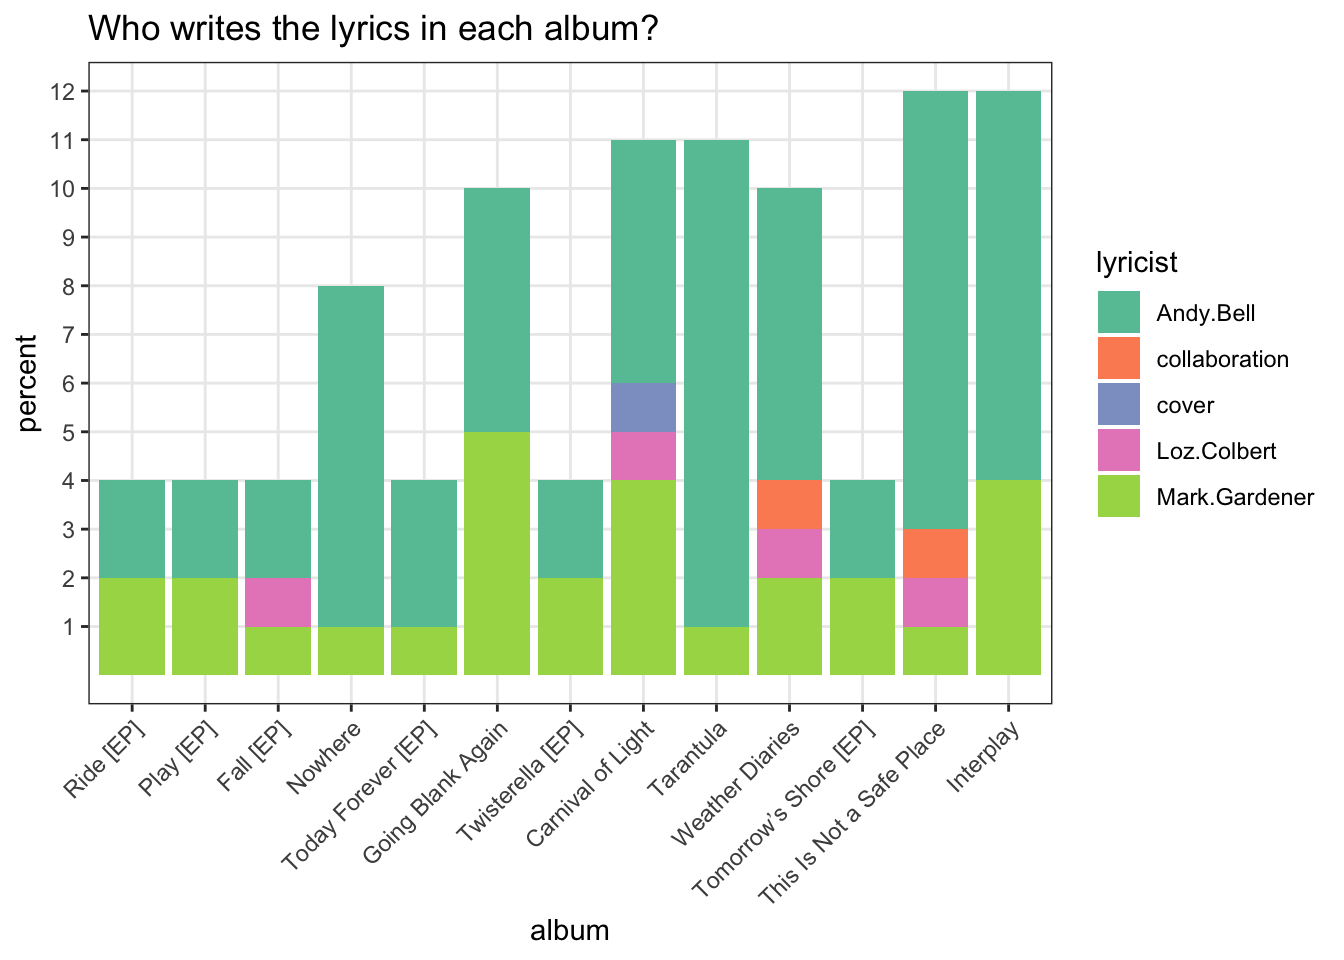 Who writes the lyrics in each album?
percent
12
11
10
9
8
7
6
5
4
3
2
1
Ride [EP]
Play [EP]
Fall [EP]
Nowhere
Today Forever [EP]
Going Blank Again
Twisterella [EP]
Carnival of Light
Tarantula
Weather Diaries
Tomorrow's Shore [EP]
This Is Not a Safe Place
Interplay
album
lyricist
Andy.Bell
collaboration
cover
Loz.Colbert
Mark.Gardener